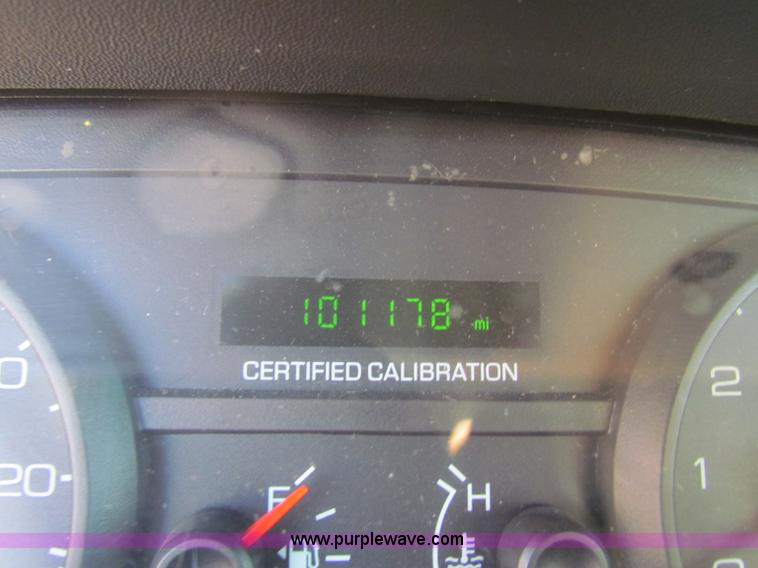 101178 mi
CERTIFIED CALIBRATION
2
20
1
F
H
www.purplewave.com